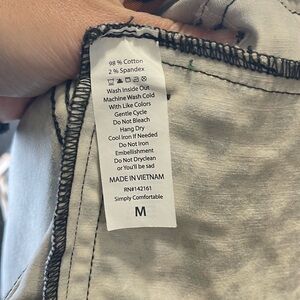 98 % Cotton
2 % Spandex
Wash Inside Out
Machine Wash Cold
With Like Colors
Gentle Cycle
Do Not Bleach
Hang Dry
Cool Iron If Needed
Do Not Iron
Embellishment
Do Not Dryclean
or You'll be sad
MADE IN VIETNAM
RN#142161
Simply Comfortable
M